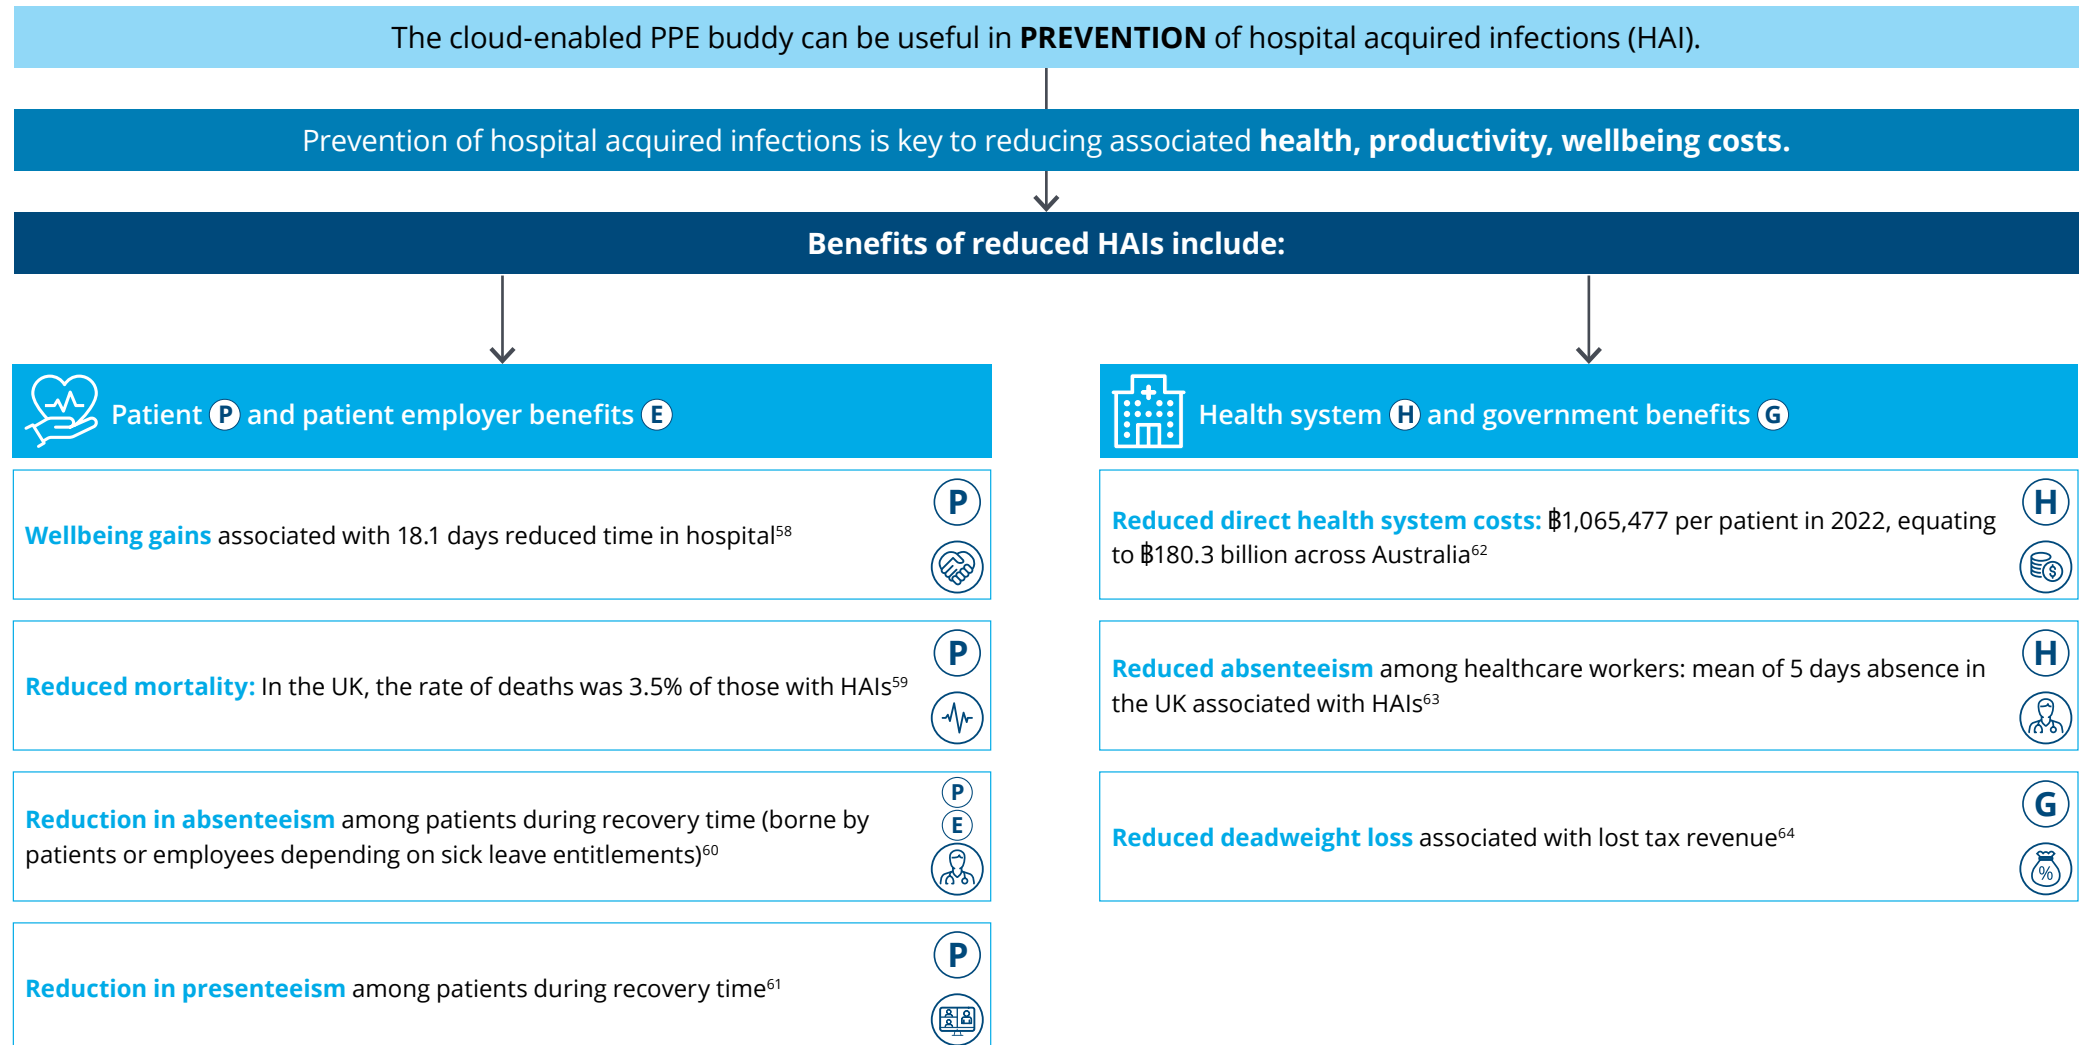 The cloud-enabled PPE buddy can be useful in PREVENTION of hospital acquired infections (HAI).
Prevention of hospital acquired infections is key to reducing associated health, productivity, wellbeing costs.
Benefits of reduced HAIs include:
Patient P and patient employer benefits E
Wellbeing gains associated with 18.1 days reduced time in hospital58
P
Reduced mortality: In the UK, the rate of deaths was 3.5% of those with HAIs59
P
Reduction in absenteeism among patients during recovery time (borne by
patients or employees depending on sick leave entitlements)60
P
E
Reduction in presenteeism among patients during recovery time61
P
Health system H and government benefits G
Reduced direct health system costs: ฿1,065,477 per patient in 2022, equating
to ฿180.3 billion across Australia62
H
$
Reduced absenteeism among healthcare workers: mean of 5 days absence in
the UK associated with HAIs63
H
Reduced deadweight loss associated with lost tax revenue64
G
%